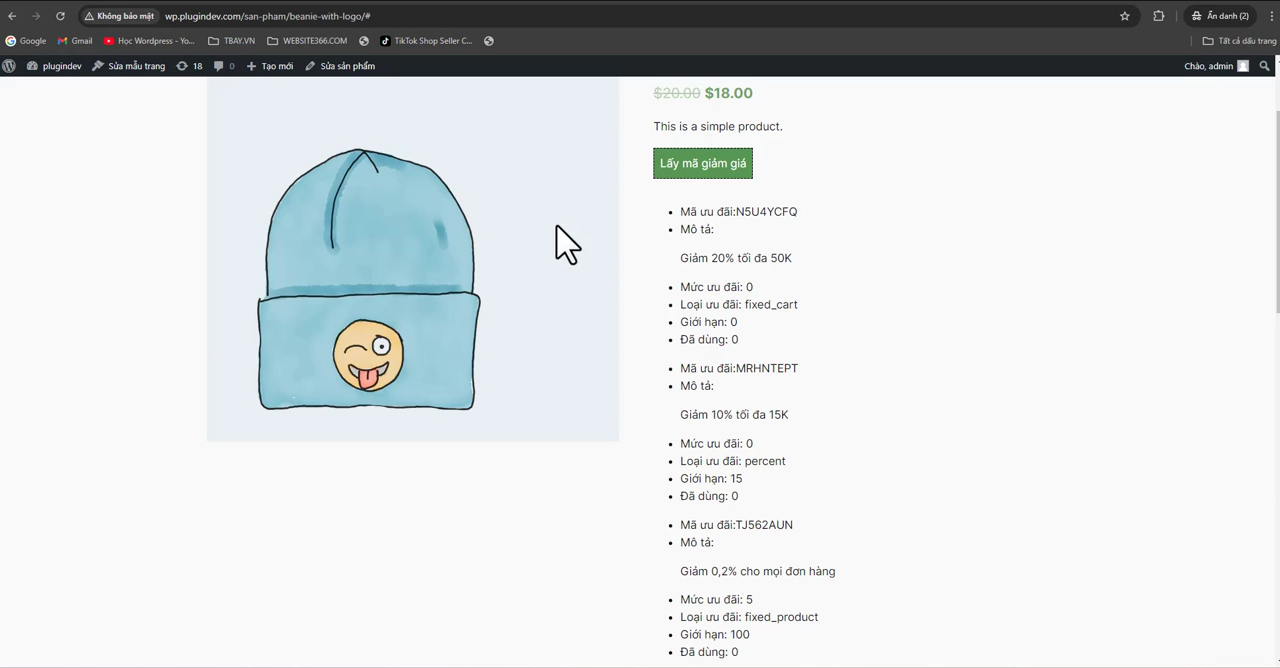 Không bảo mật
wp.plugindev.com/san-pham/beanie-with-logo/#
Ẩn danh (2)
Google
Gmail
Học Wordpress - Yo...
TBAY.VN
WEBSITE366.COM
TikTok Shop Seller C...
Tất cả dấu trang
plugindev
Sửa mẫu trang
18
0
Tạo mới
Sửa sản phẩm
Chào, admin
$20.00 $18.00
This is a simple product.
Lấy mã giảm giá
Mã ưu đãi:N5U4YCFQ
Mô tả:
Giảm 20% tối đa 50K
Mức ưu đãi: 0
Loại ưu đãi: fixed_cart
Giới hạn: 0
Đã dùng: 0
Mã ưu đãi:MRHNTEPT
Mô tả:
Giảm 10% tối đa 15K
Mức ưu đãi: 0
Loại ưu đãi: percent
Giới hạn: 15
Đã dùng: 0
Mã ưu đãi:TJ562AUN
Mô tả:
Giảm 0,2% cho mọi đơn hàng
Mức ưu đãi: 5
Loại ưu đãi: fixed_product
Giới hạn: 100
Đã dùng: 0